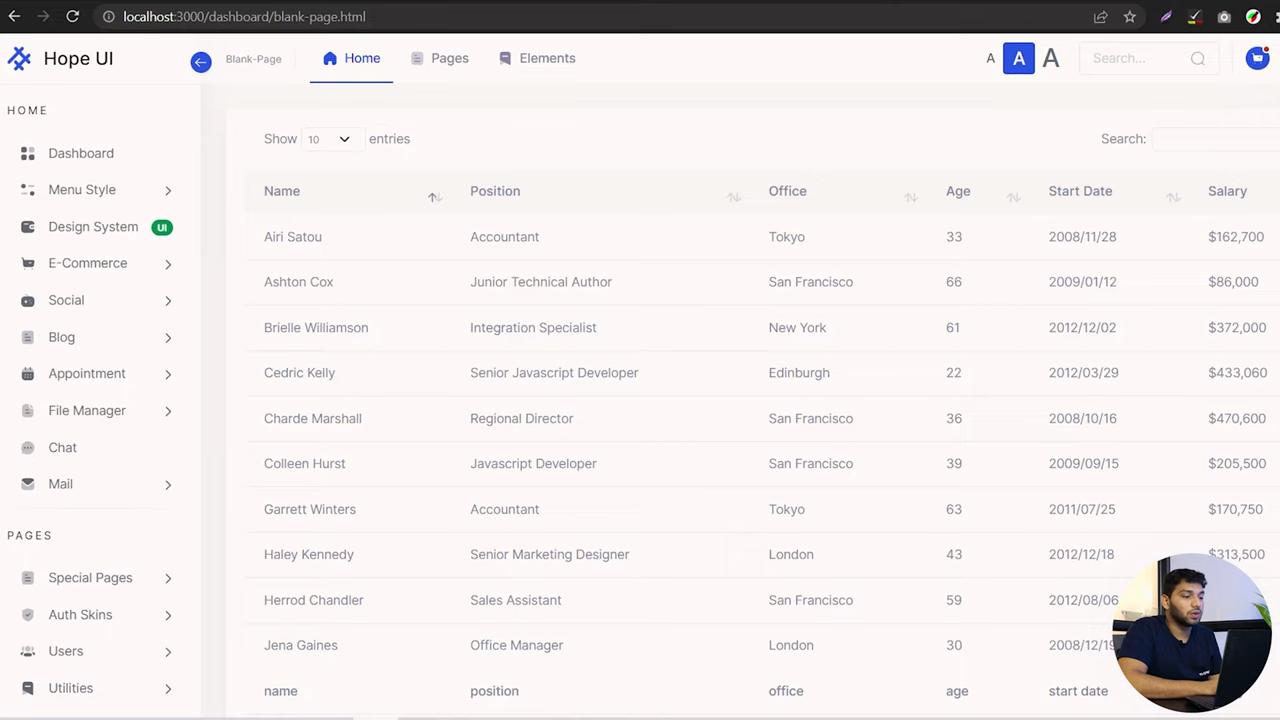 localhost:3000/dashboard/blank-page.html
Hope UI
Blank-Page
Home
Pages
Elements
A
A
A
Search...
HOME
Dashboard
Menu Style
Design System UI
E-Commerce
Social
Blog
Appointment
File Manager
Chat
Mail
PAGES
Special Pages
Auth Skins
Users
Utilities
Show 10 entries
Search:
Name Position Office Age Start Date Salary
Airi Satou Accountant Tokyo 33 2008/11/28 $162,700
Ashton Cox Junior Technical Author San Francisco 66 2009/01/12 $86,000
Brielle Williamson Integration Specialist New York 61 2012/12/02 $372,000
Cedric Kelly Senior Javascript Developer Edinburgh 22 2012/03/29 $433,060
Charde Marshall Regional Director San Francisco 36 2008/10/16 $470,600
Colleen Hurst Javascript Developer San Francisco 39 2009/09/15 $205,500
Garrett Winters Accountant Tokyo 63 2011/07/25 $170,750
Haley Kennedy Senior Marketing Designer London 43 2012/12/18 $313,500
Herrod Chandler Sales Assistant San Francisco 59 2012/08/06
Jena Gaines Office Manager London 30
name position office age start date